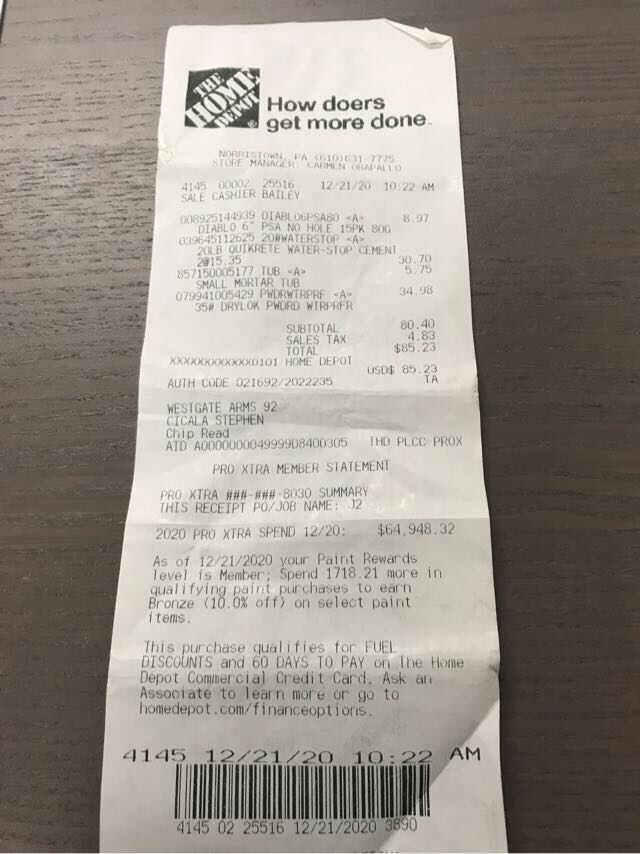 THE
HOME
DEPOT
How doers
get more done.
NORRISTOWN, PA (610)631-7775
STORE MANAGER. CARMEN ORAPALLO
4145 00002 25516 12/21/20 10:22 AM
SALE CASHIER BAILEY
008925144939 DIABLO6PSA80 <A> 8.97
DIABLO 6" PSA NO HOLE 15PK 80G
039645112625 20#WATERSTOP <A>
20LB QUIKRETE WATER-STOP CEMENT
2@15.35 30.70
857150005177 TUB <A> 5.75
SMALL MORTAR TUB
079941005429 PWDRWTRPRF <A> 34.98
35# DRYLOK PWDRD WTRPRFR
SUBTOTAL 80.40
SALES TAX 4.83
TOTAL $85.23
XXXXXXXXXXXX0101 HOME DEPOT
USD$ 85.23
AUTH CODE 021692/2022235 TA
WESTGATE ARMS 92
CICALA STEPHEN
Chip Read
AID A0000000049999D8400305 THD PLCC PROX
PRO XTRA MEMBER STATEMENT
PRO XTRA ###-###-8030 SUMMARY
THIS RECEIPT PO/JOB NAME: J2
2020 PRO XTRA SPEND 12/20: $64,948.32
As of 12/21/2020 your Paint Rewards
level is Member; Spend 1718.21 more in
qualifying paint purchases to earn
Bronze (10.0% off) on select paint
items.
This purchase qualifies for FUEL
DISCOUNTS and 60 DAYS TO PAY on The Home
Depot Commercial Credit Card. Ask an
Associate to learn more or go to
homedepot.com/financeoptions.
4145 12/21/20 10:22 AM
4145 02 25516 12/21/2020 3890